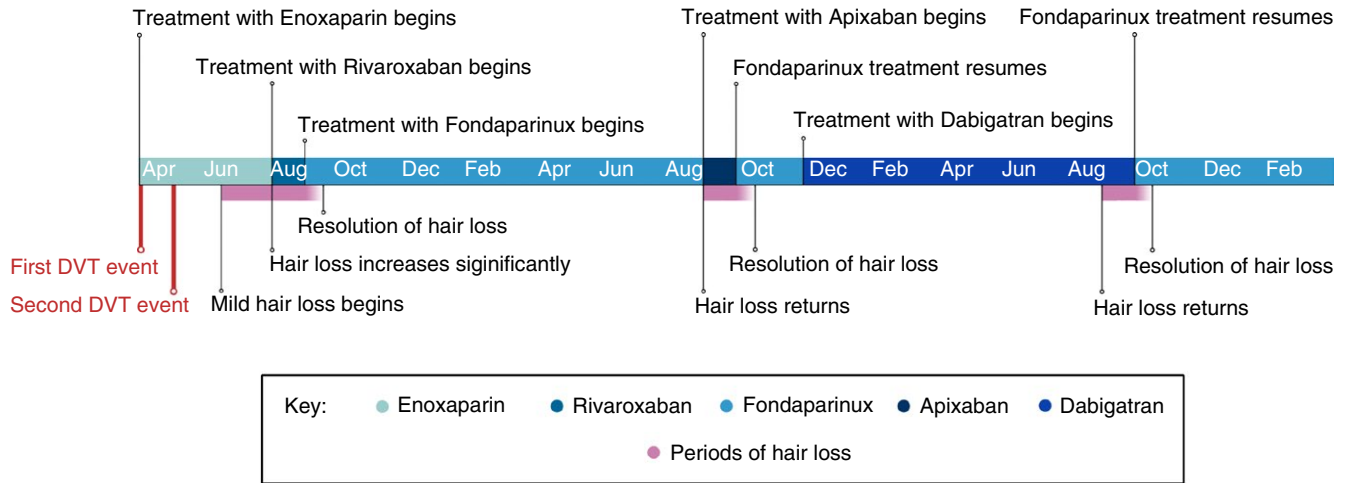 Treatment with Enoxaparin begins
Treatment with Apixaban begins
Fondaparinux treatment resumes
Treatment with Rivaroxaban begins
Fondaparinux treatment resumes
Treatment with Fondaparinux begins
Treatment with Dabigatran begins
Apr Jun Aug Oct Dec Feb Apr Jun Aug Oct Dec Feb Apr Jun Aug Oct Dec Feb
Resolution of hair loss
First DVT event
Hair loss increases siginificantly
Resolution of hair loss
Resolution of hair loss
Second DVT event
Mild hair loss begins
Hair loss returns
Hair loss returns
Key: Enoxaparin Rivaroxaban Fondaparinux Apixaban Dabigatran
Periods of hair loss